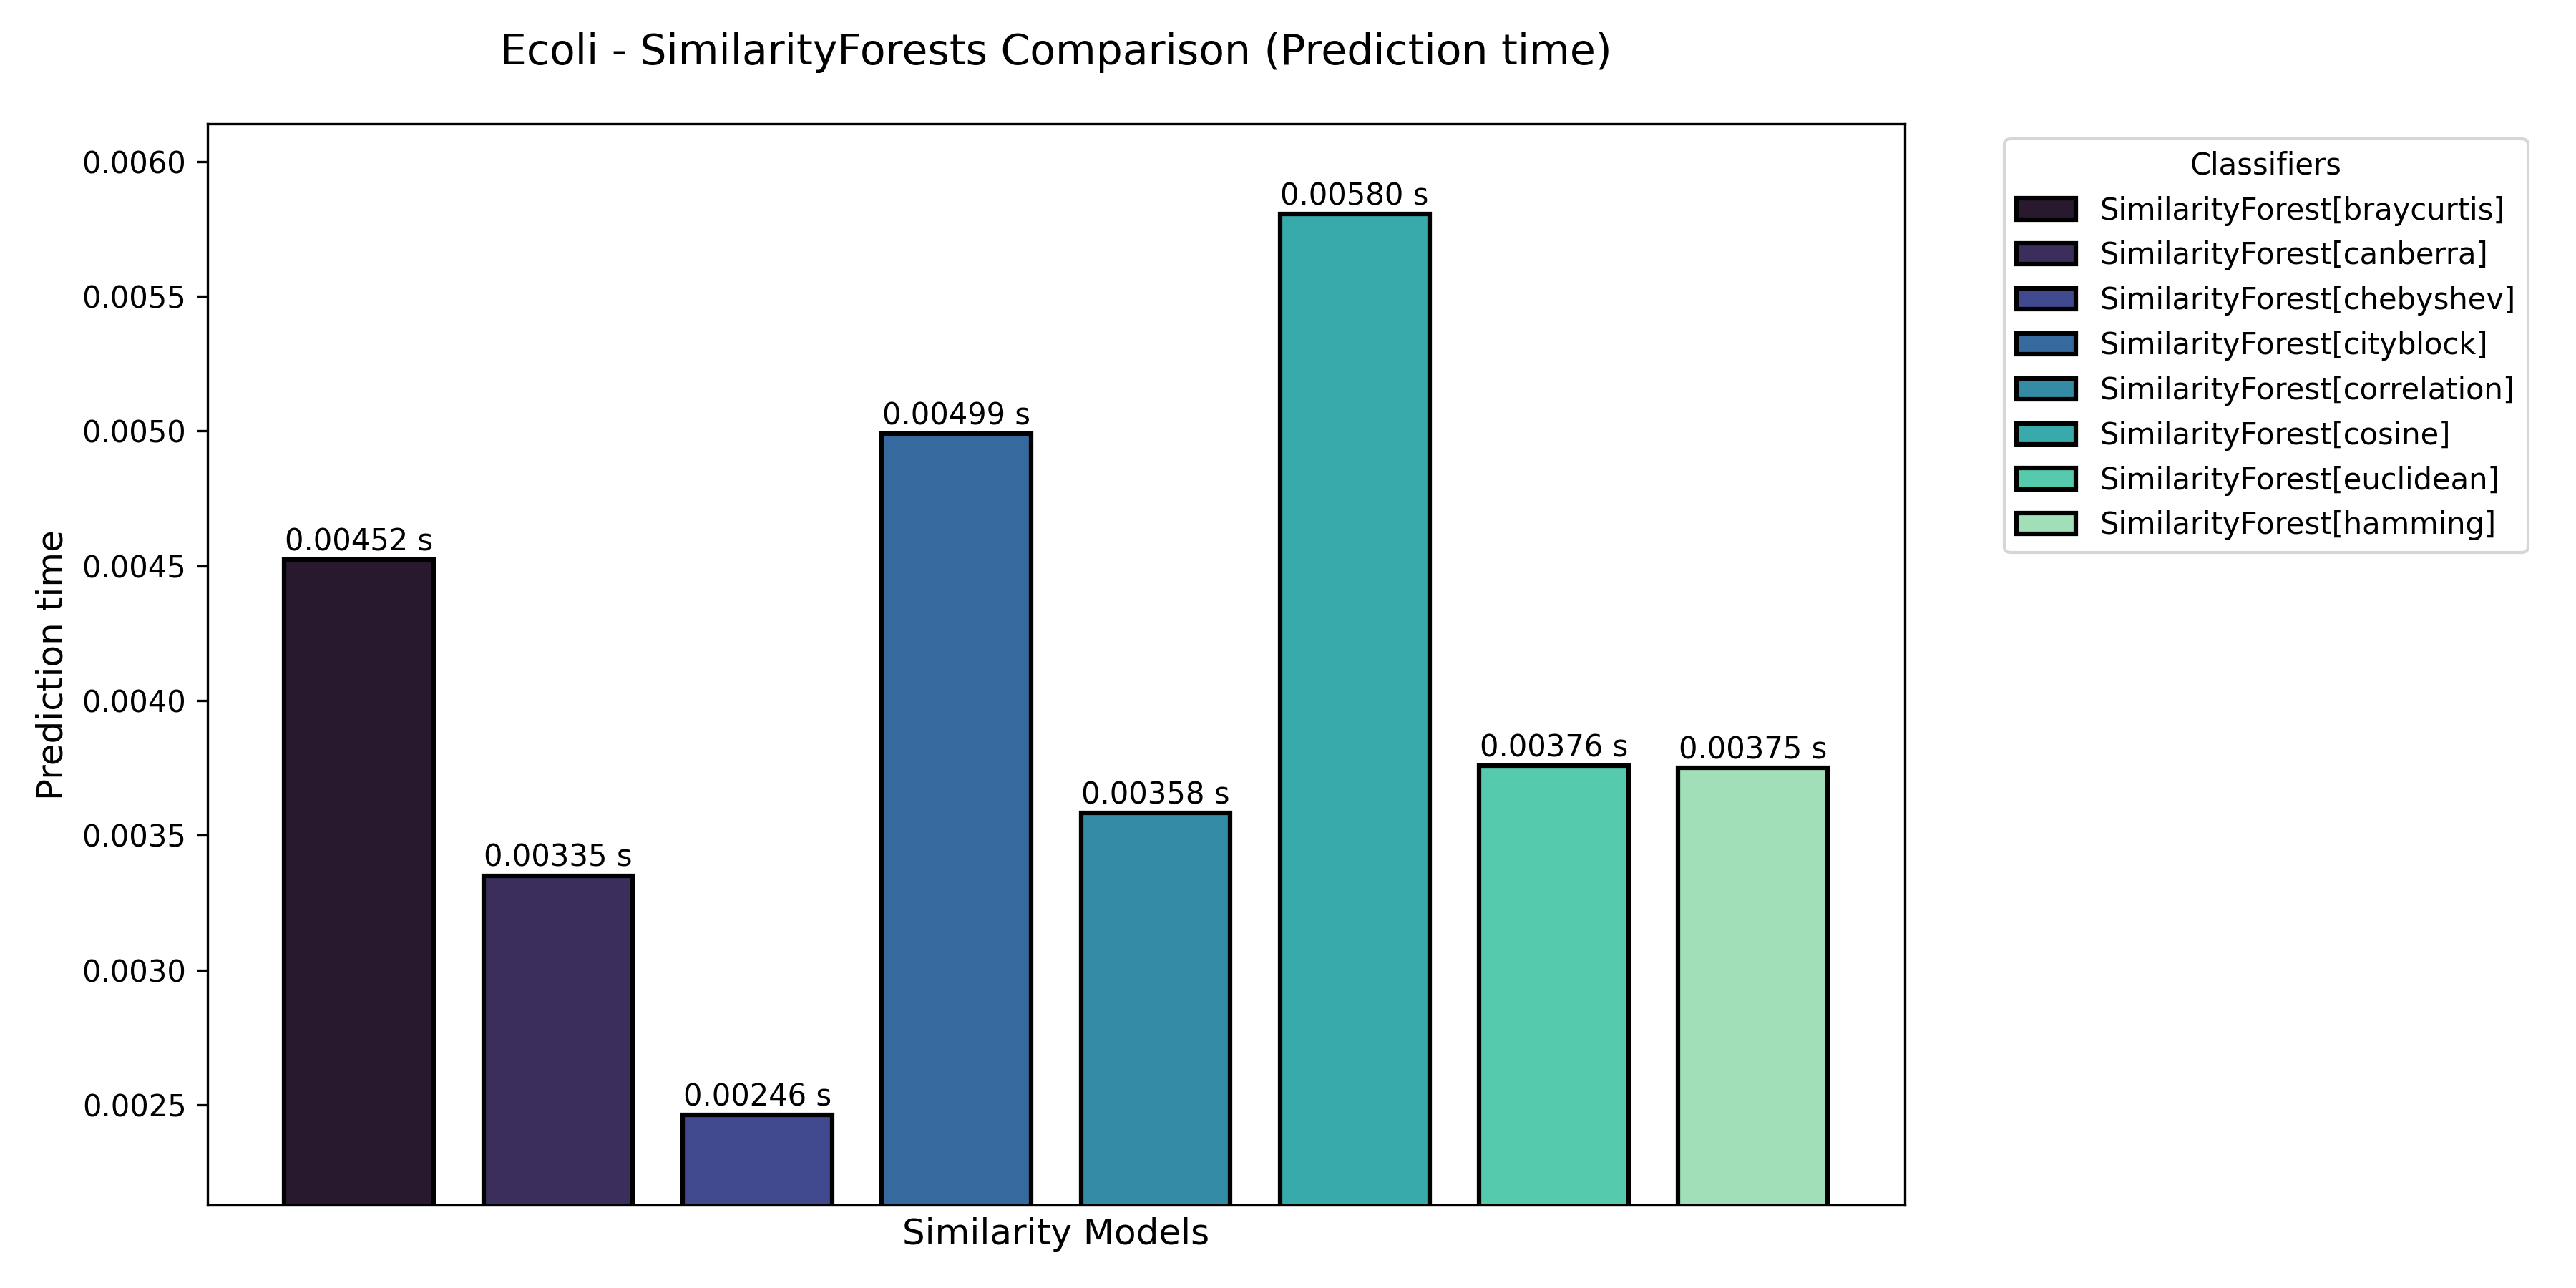 Ecoli - SimilarityForests Comparison (Prediction time)
Prediction time
0.0060
0.0055
0.0050
0.0045
0.0040
0.0035
0.0030
0.0025
0.00452 s
0.00335 s
0.00246 s
0.00499 s
0.00358 s
0.00580 s
0.00376 s
0.00375 s
Similarity Models
Classifiers
SimilarityForest[braycurtis]
SimilarityForest[canberra]
SimilarityForest[chebyshev]
SimilarityForest[cityblock]
SimilarityForest[correlation]
SimilarityForest[cosine]
SimilarityForest[euclidean]
SimilarityForest[hamming]